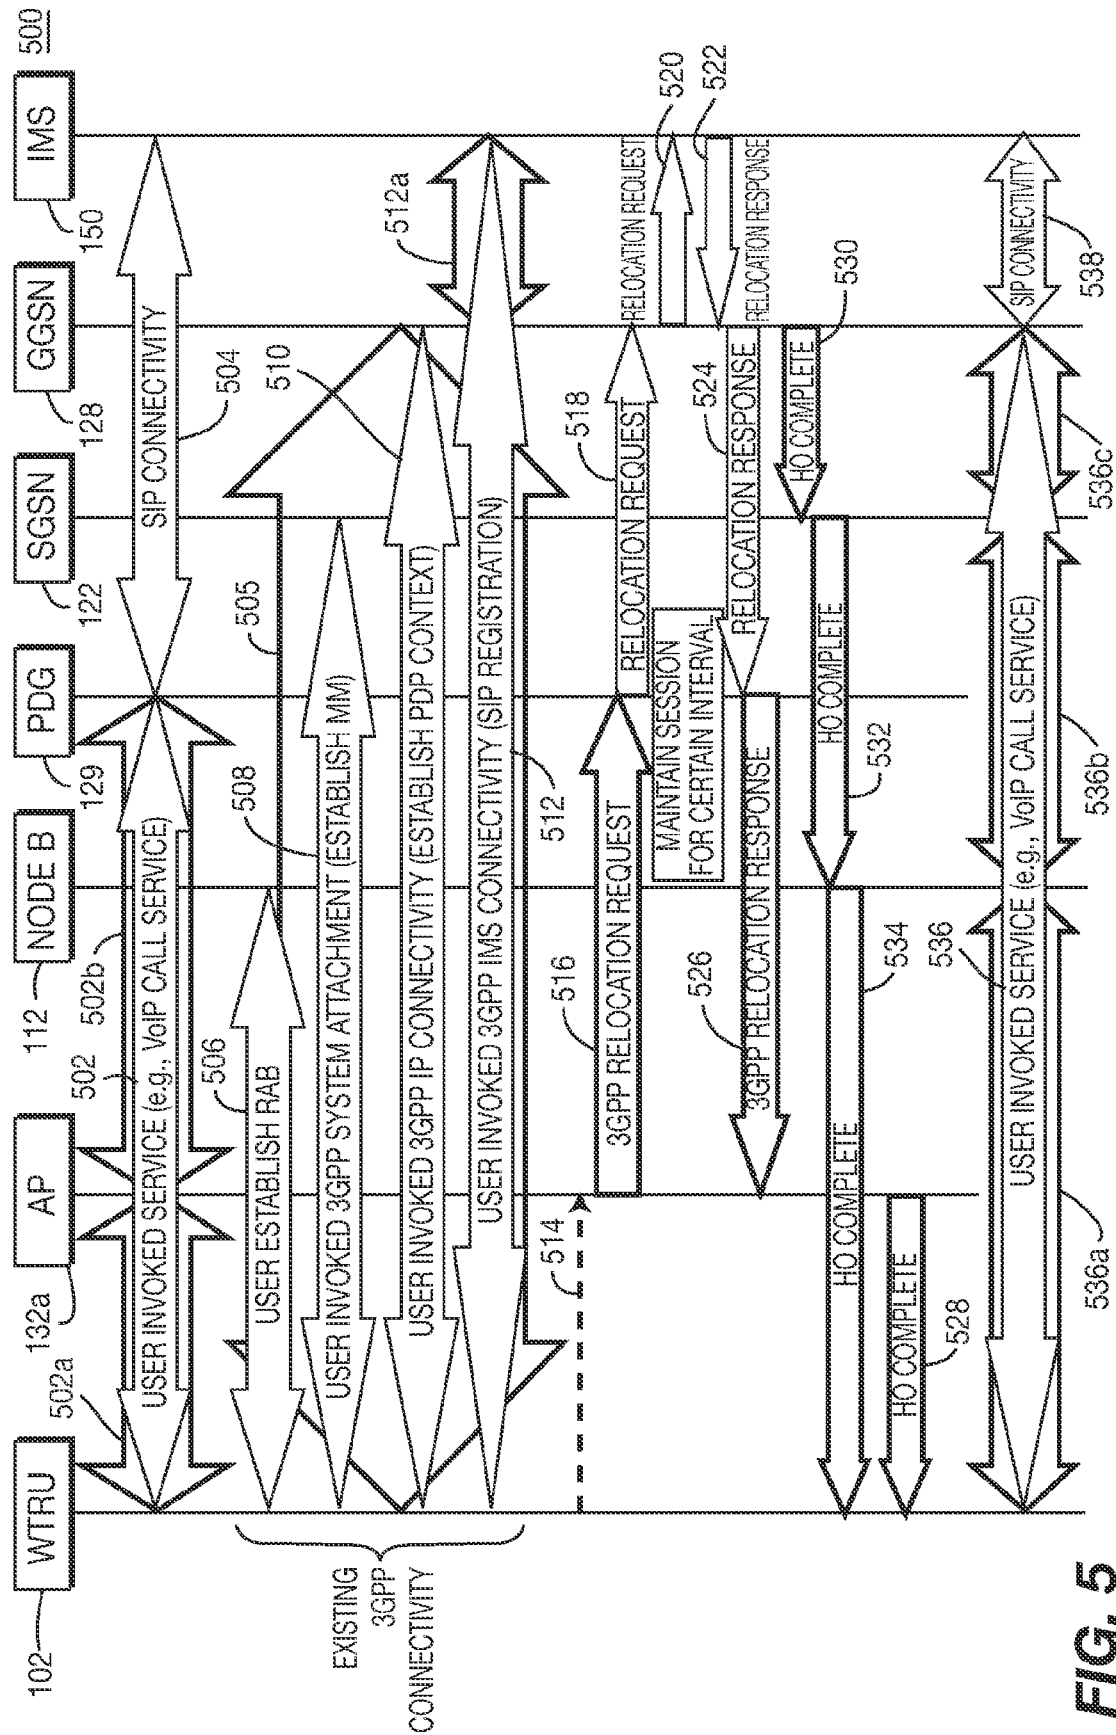 500
WTRU
AP
NODE B
PDG
SGSN
GGSN
IMS
102
132a
112
129
122
128
150
502a
502
502b
USER INVOKED SERVICE (e.g., VoIP CALL SERVICE)
SIP CONNECTIVITY
504
EXISTING
3GPP
CONNECTIVITY
USER ESTABLISH RAB
506
505
USER INVOKED 3GPP SYSTEM ATTACHMENT (ESTABLISH MM)
508
USER INVOKED 3GPP IP CONNECTIVITY (ESTABLISH PDP CONTEXT)
510
USER INVOKED 3GPP IMS CONNECTIVITY (SIP REGISTRATION)
512
512a
514
3GPP RELOCATION REQUEST
516
RELOCATION REQUEST
518
RELOCATION REQUEST
520
MAINTAIN SESSION
FOR CERTAIN INTERVAL
522
RELOCATION RESPONSE
RELOCATION RESPONSE
524
3GPP RELOCATION RESPONSE
526
HO COMPLETE
530
HO COMPLETE
532
HO COMPLETE
534
HO COMPLETE
528
USER INVOKED SERVICE (e.g., VoIP CALL SERVICE)
536
SIP CONNECTIVITY
538
536a
536b
536c
FIG. 5